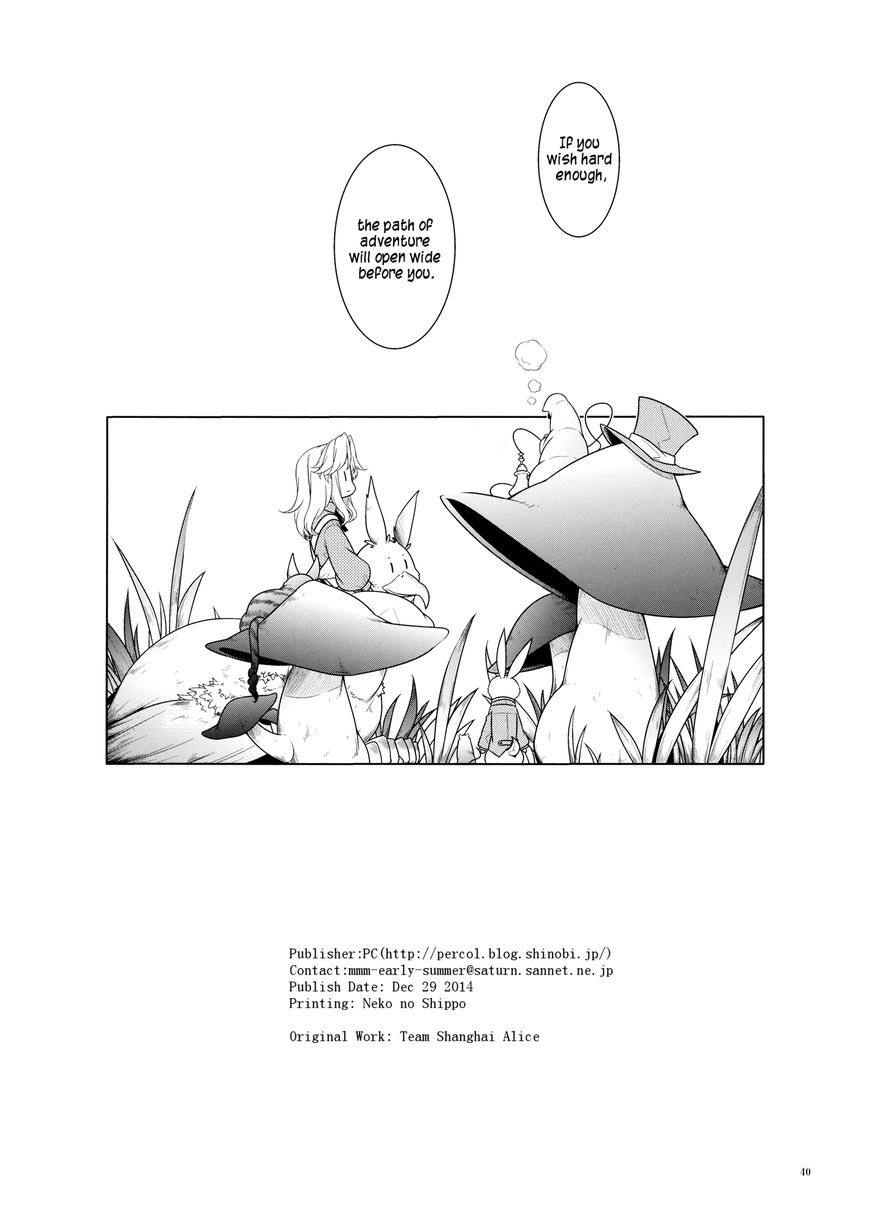 If you
wish hard
enough,
the path of
adventure
will open wide
before you.
Publisher:PC(http://percol.blog.shinobi.jp/)
Contact:mmm-early-summer@saturn.sannet.ne.jp
Publish Date: Dec 29 2014
Printing: Neko no Shippo
Original Work: Team Shanghai Alice
40